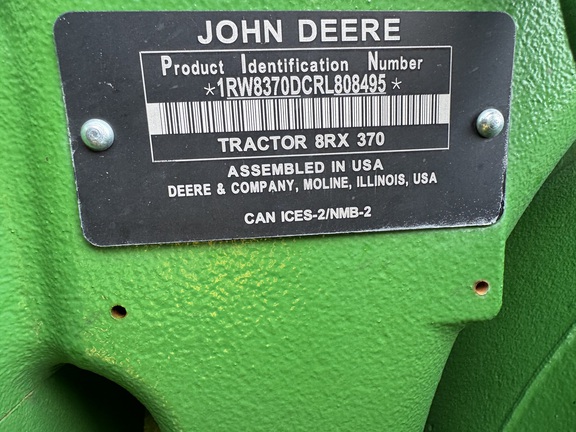 JOHN DEERE
Product Identification Number
*1RW8370DCRL808495*
TRACTOR 8RX 370
ASSEMBLED IN USA
DEERE & COMPANY, MOLINE, ILLINOIS, USA
CAN ICES-2/NMB-2